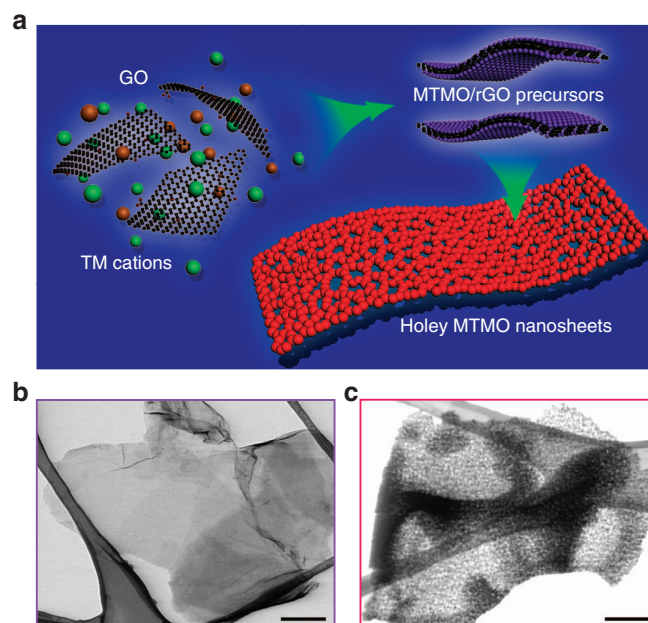 a
GO
MTMO/rGO precursors
TM cations
Holey MTMO nanosheets
b
c